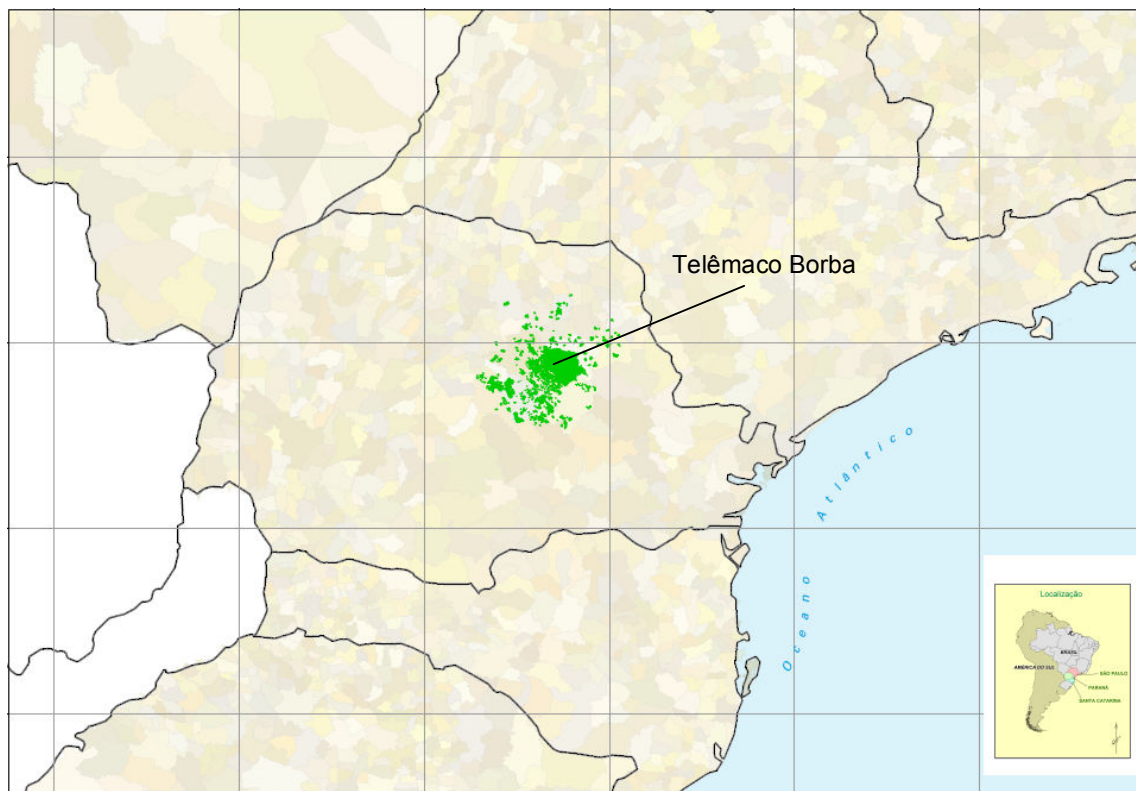 Telêmaco Borba
Oceano Atlântico
Localização
BRASIL
AMÉRICA DO SUL
SÃO PAULO
PARANÁ
SANTA CATARINA